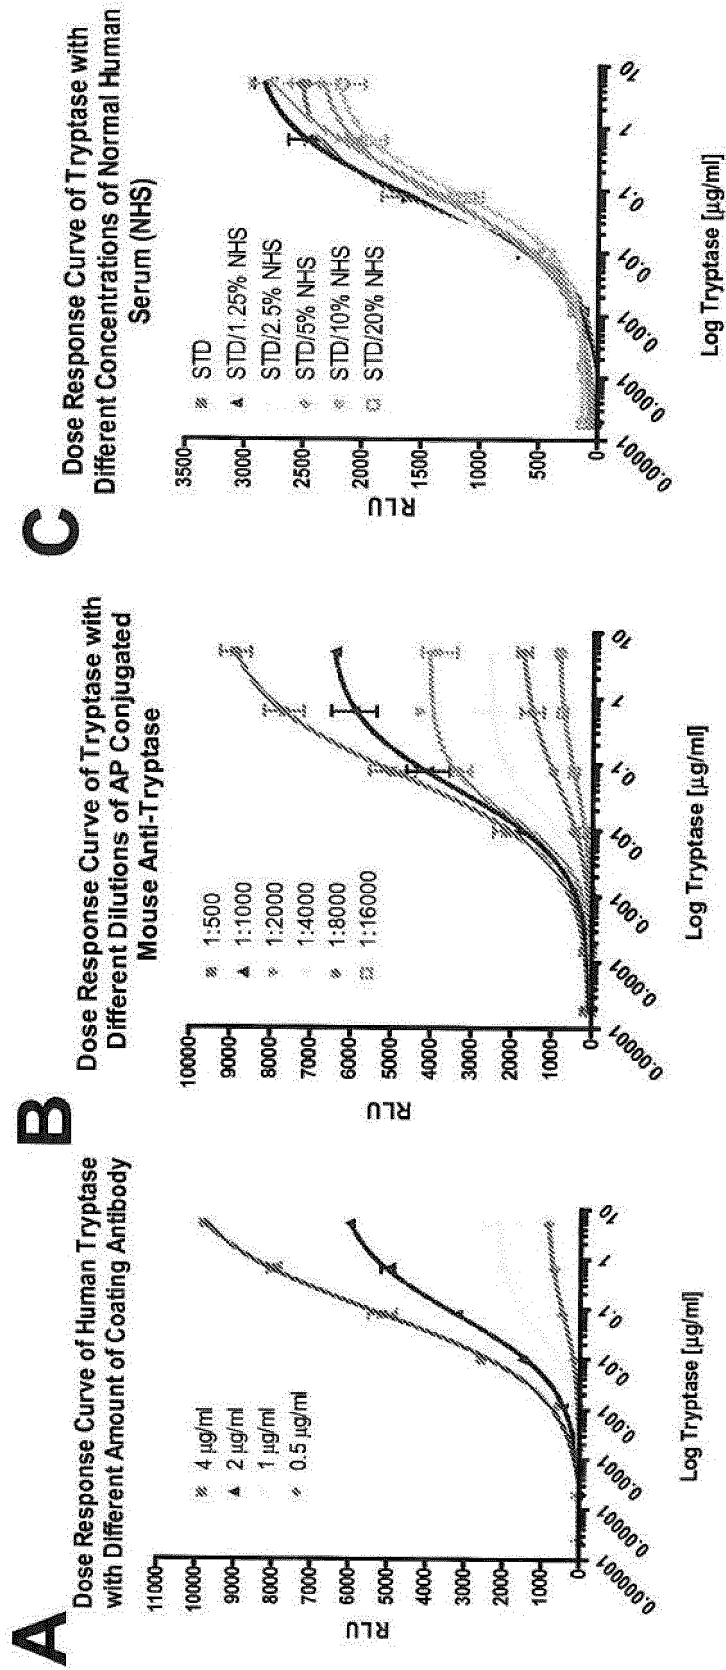 A
Dose Response Curve of Human Tryptase
with Different Amount of Coating Antibody
11000
10000
9000
8000
7000
6000
5000
4000
3000
2000
1000
0
RLU
4 µg/ml
2 µg/ml
1 µg/ml
0.5 µg/ml
0.000001
0.00001
0.0001
0.001
0.01
0.1
1
10
Log Tryptase [µg/ml]
B
Dose Response Curve of Tryptase with
Different Dilutions of AP Conjugated
Mouse Anti-Tryptase
10000
9000
8000
7000
6000
5000
4000
3000
2000
1000
0
RLU
1:500
1:1000
1:2000
1:4000
1:8000
1:16000
0.00001
0.0001
0.001
0.01
0.1
1
10
Log Tryptase [µg/ml]
C
Dose Response Curve of Tryptase with
Different Concentrations of Normal Human
Serum (NHS)
3500
3000
2500
2000
1500
1000
500
0
RLU
STD
STD/1.25% NHS
STD/2.5% NHS
STD/5% NHS
STD/10% NHS
STD/20% NHS
0.00001
0.0001
0.001
0.01
0.1
1
10
Log Tryptase [µg/ml]